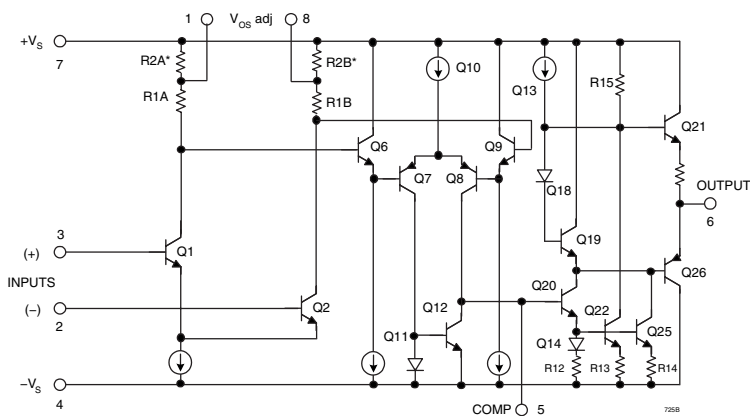 1 V_OS adj 8
+V_S
7
R2A*
R2B*
Q10
Q13
R15
R1A
R1B
Q21
Q6
Q9
Q7
Q8
Q18
OUTPUT
6
3
(+)
Q1
Q19
INPUTS
(–)
2
Q2
Q20
Q26
Q12
Q22
Q11
Q14
Q25
R12
R13
R14
–V_S
4
COMP 5
725B